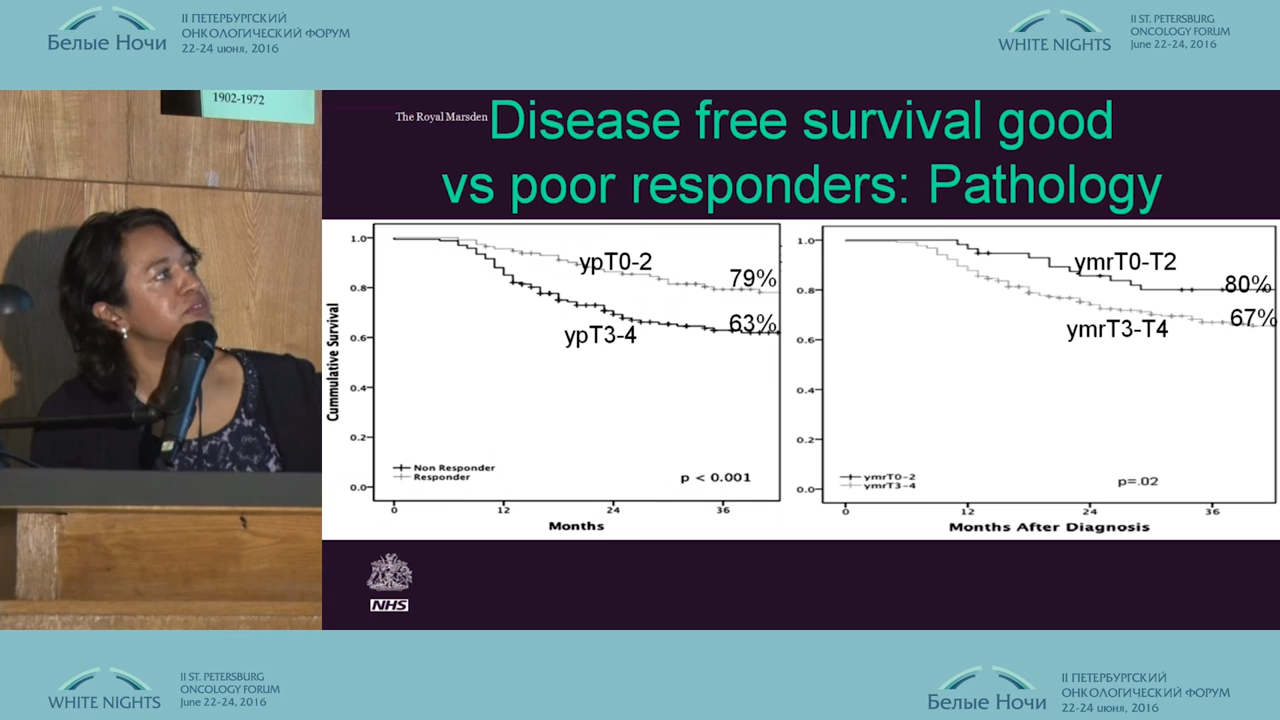 Белые Ночи
II ПЕТЕРБУРГСКИЙ
ОНКОЛОГИЧЕСКИЙ ФОРУМ
22-24 июня, 2016
WHITE NIGHTS
II ST. PETERSBURG
ONCOLOGY FORUM
June 22-24, 2016
1902-1972
The Royal Marsden
Disease free survival good
vs poor responders: Pathology
Cummulative Survival
1.0
0.8
0.6
0.4
0.2
0.0
ypT0-2
79%
63%
ypT3-4
Non Responder
Responder
p < 0.001
0
12
24
36
Months
1.0
0.8
0.6
0.4
0.2
0.0
ymrT0-T2
80%
67%
ymrT3-T4
ymrT0-2
ymrT3-4
p=.02
0
12
24
36
Months After Diagnosis
NHS
WHITE NIGHTS
II ST. PETERSBURG
ONCOLOGY FORUM
June 22-24, 2016
Белые Ночи
II ПЕТЕРБУРГСКИЙ
ОНКОЛОГИЧЕСКИЙ ФОРУМ
22-24 июня, 2016